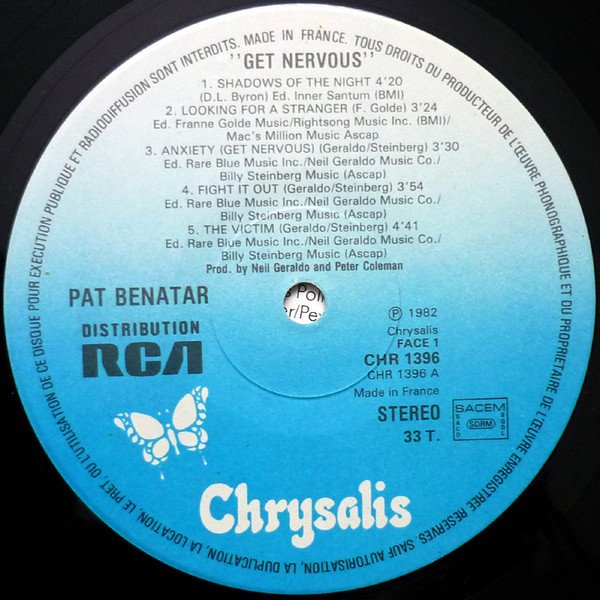 MADE IN FRANCE. TOUS DROITS DU PRODUCTEUR DE L'ŒUVRE PHONOGRAPHIQUE ET DU PROPRIETAIRE DE L'ŒUVRE ENREGISTREE RESERVES. SAUF AUTORISATION, LA DUPLICATION, LA LOCATION, LE PRET, OU L'UTILISATION DE CE DISQUE POUR EXECUTION PUBLIQUE ET RADIODIFFUSION SONT INTERDITS.
"GET NERVOUS"
1. SHADOWS OF THE NIGHT 4'20
(D.L. Byron) Ed. Inner Santum (BMI)
2. LOOKING FOR A STRANGER (F. Golde) 3'24
Ed. Franne Golde Music/Rightsong Music Inc. (BMI)/
Mac's Million Music Ascap
3. ANXIETY (GET NERVOUS) (Geraldo/Steinberg) 3'30
Ed. Rare Blue Music Inc./Neil Geraldo Music Co./
Billy Steinberg Music (Ascap)
4. FIGHT IT OUT (Geraldo/Steinberg) 3'54
Ed. Rare Blue Music Inc./Neil Geraldo Music Co./
Billy Steinberg Music (Ascap)
5. THE VICTIM (Geraldo/Steinberg) 4'41
Ed. Rare Blue Music Inc./Neil Geraldo Music Co./
Billy Steinberg Music (Ascap)
Prod. by Neil Geraldo and Peter Coleman
PAT BENATAR
DISTRIBUTION
RCA
℗ 1982
Chrysalis
FACE 1
CHR 1396
CHR 1396 A
Made in France
STEREO
33 T.
SACEM
SACD
SDRM
SGDL
Chrysalis